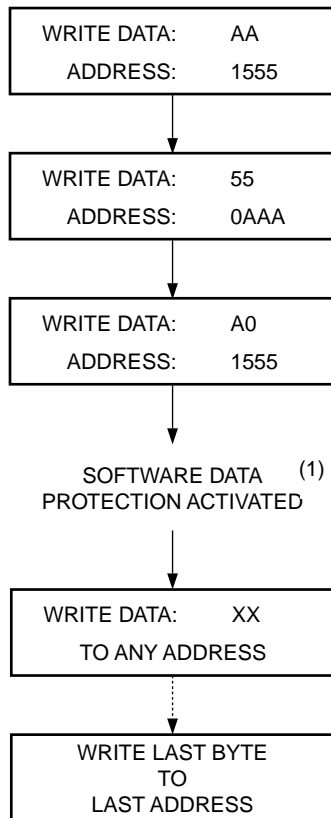 WRITE DATA: AA
ADDRESS: 1555
WRITE DATA: 55
ADDRESS: 0AAA
WRITE DATA: A0
ADDRESS: 1555
SOFTWARE DATA (1)
PROTECTION ACTIVATED
WRITE DATA: XX
TO ANY ADDRESS
WRITE LAST BYTE
TO
LAST ADDRESS